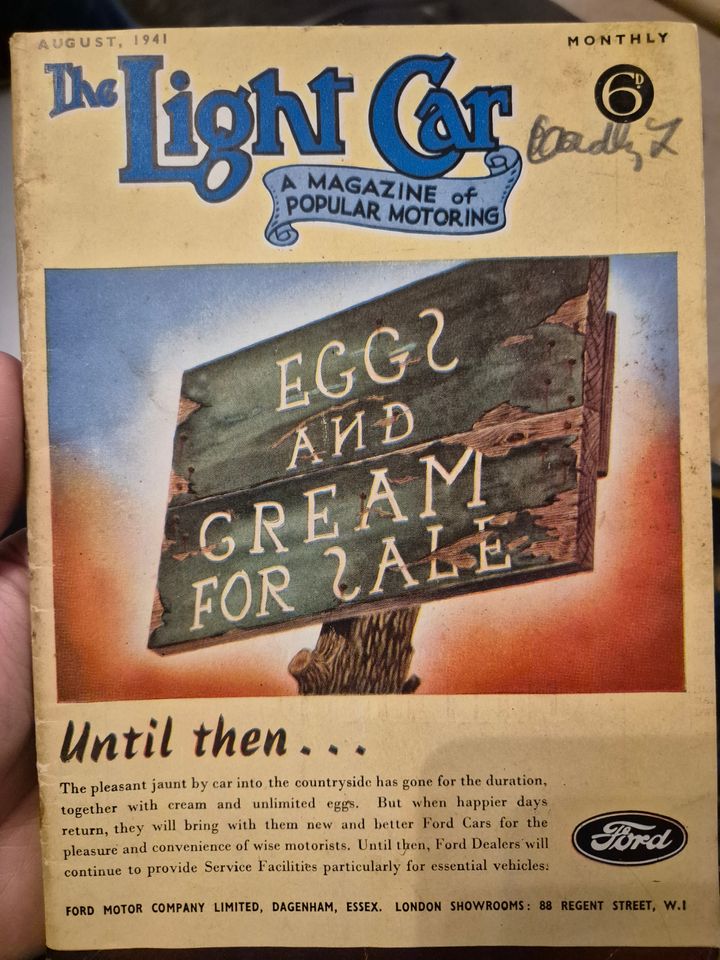 AUGUST, 1941
MONTHLY
The Light Car
6D.
A MAGAZINE of
POPULAR MOTORING
EGGS
AND
CREAM
FOR SALE
Until then...
The pleasant jaunt by car into the countryside has gone for the duration,
together with cream and unlimited eggs. But when happier days
return, they will bring with them new and better Ford Cars for the
pleasure and convenience of wise motorists. Until then, Ford Dealers will
continue to provide Service Facilities particularly for essential vehicles.
Ford
FORD MOTOR COMPANY LIMITED, DAGENHAM, ESSEX. LONDON SHOWROOMS: 88 REGENT STREET, W.1